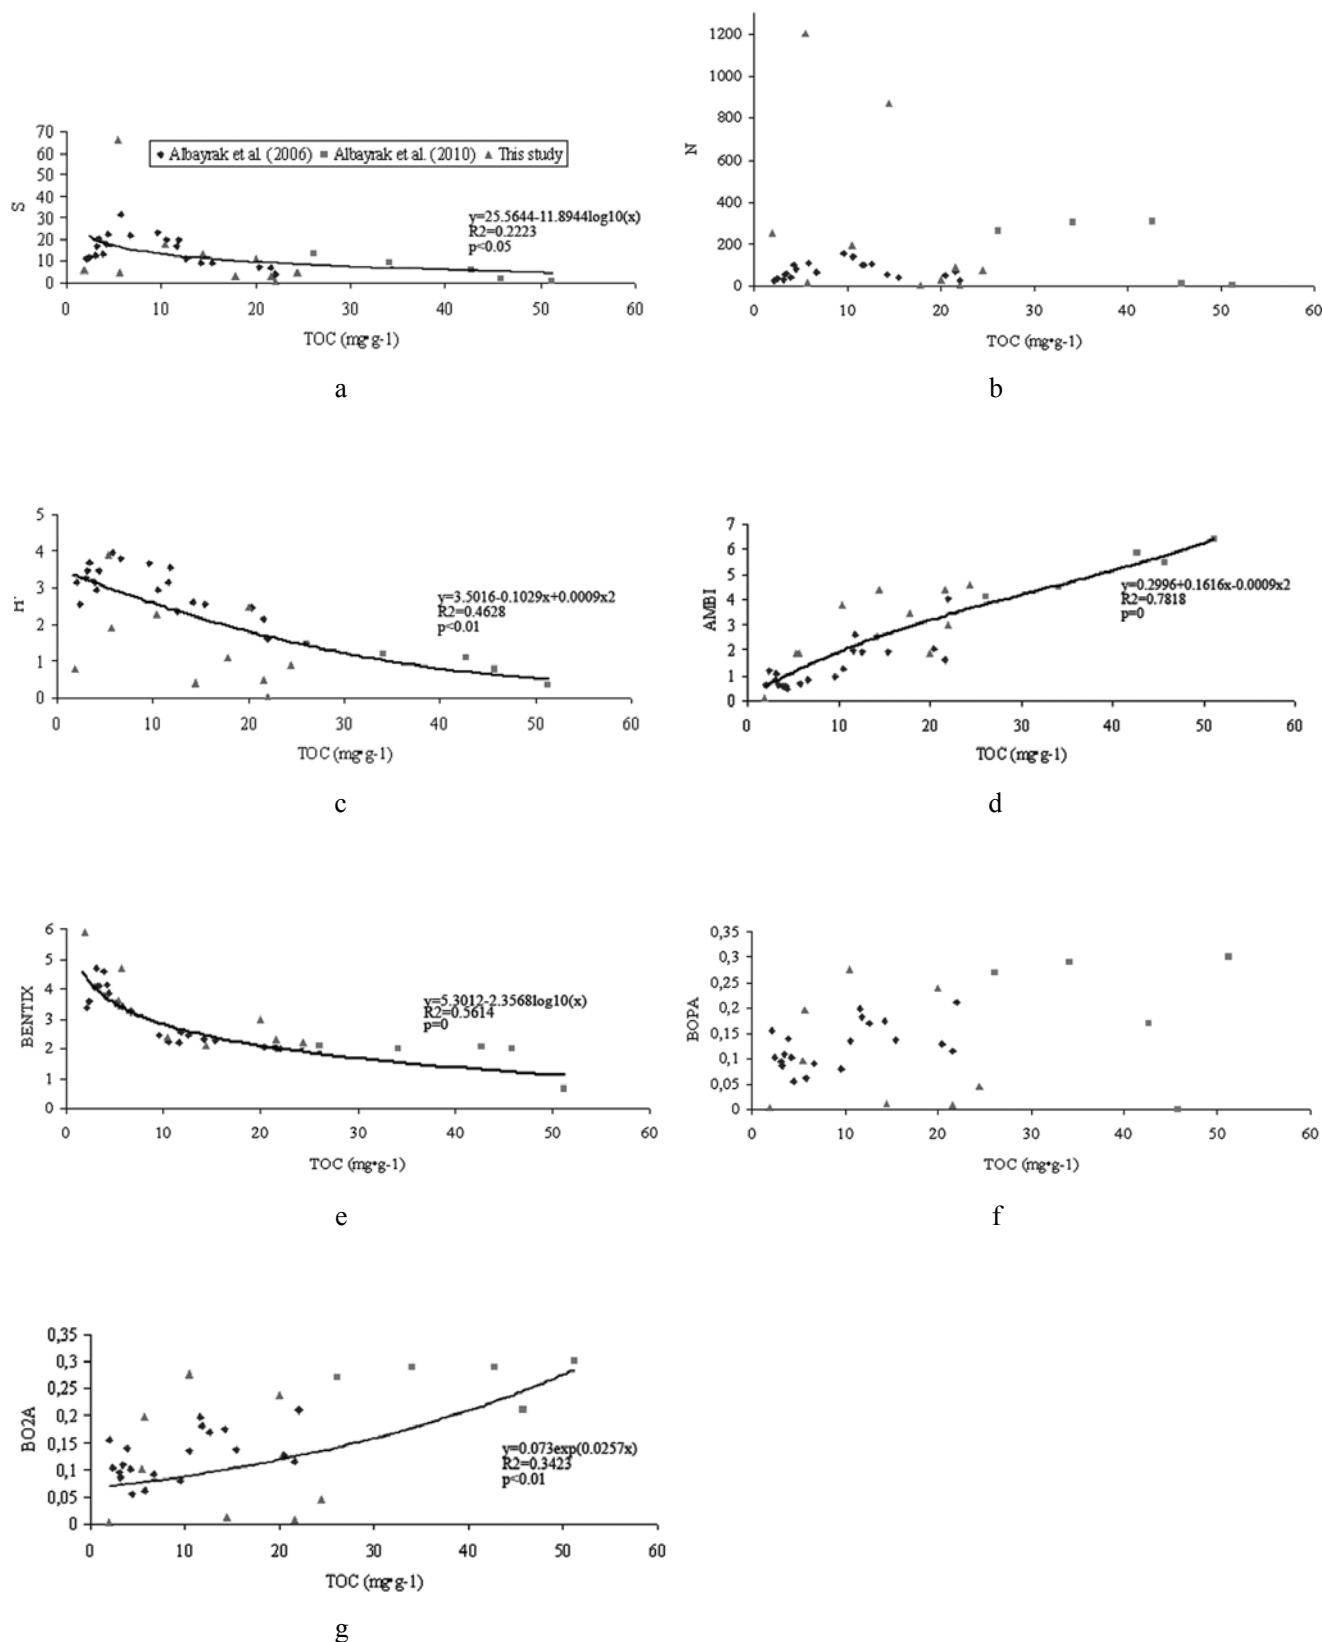 70
60
50
40
30
20
10
0
S
Albayrak et al. (2006) Albayrak et al. (2010) This study
y=25.5644-11.8944log10(x)
R2=0.2223
p<0.05
0 10 20 30 40 50 60
TOC (mg•g-1)
a
1200
1000
800
600
400
200
0
N
0 10 20 30 40 50 60
TOC (mg•g-1)
b
5
4
3
2
1
0
H'
y=3.5016-0.1029x+0.0009x2
R2=0.4628
p<0.01
0 10 20 30 40 50 60
TOC (mg•g-1)
c
7
6
5
4
3
2
1
0
AMBI
y=0.2996+0.1616x-0.0009x2
R2=0.7818
p=0
0 10 20 30 40 50 60
TOC (mg•g-1)
d
6
5
4
3
2
1
0
BENTIX
y=5.3012-2.3568log10(x)
R2=0.5614
p=0
0 10 20 30 40 50 60
TOC (mg•g-1)
e
0,35
0,3
0,25
0,2
0,15
0,1
0,05
0
BOPA
0 10 20 30 40 50 60
TOC (mg•g-1)
f
0,35
0,3
0,25
0,2
0,15
0,1
0,05
0
BO2A
y=0.073exp(0.0257x)
R2=0.3423
p<0.01
0 10 20 30 40 50 60
TOC (mg•g-1)
g